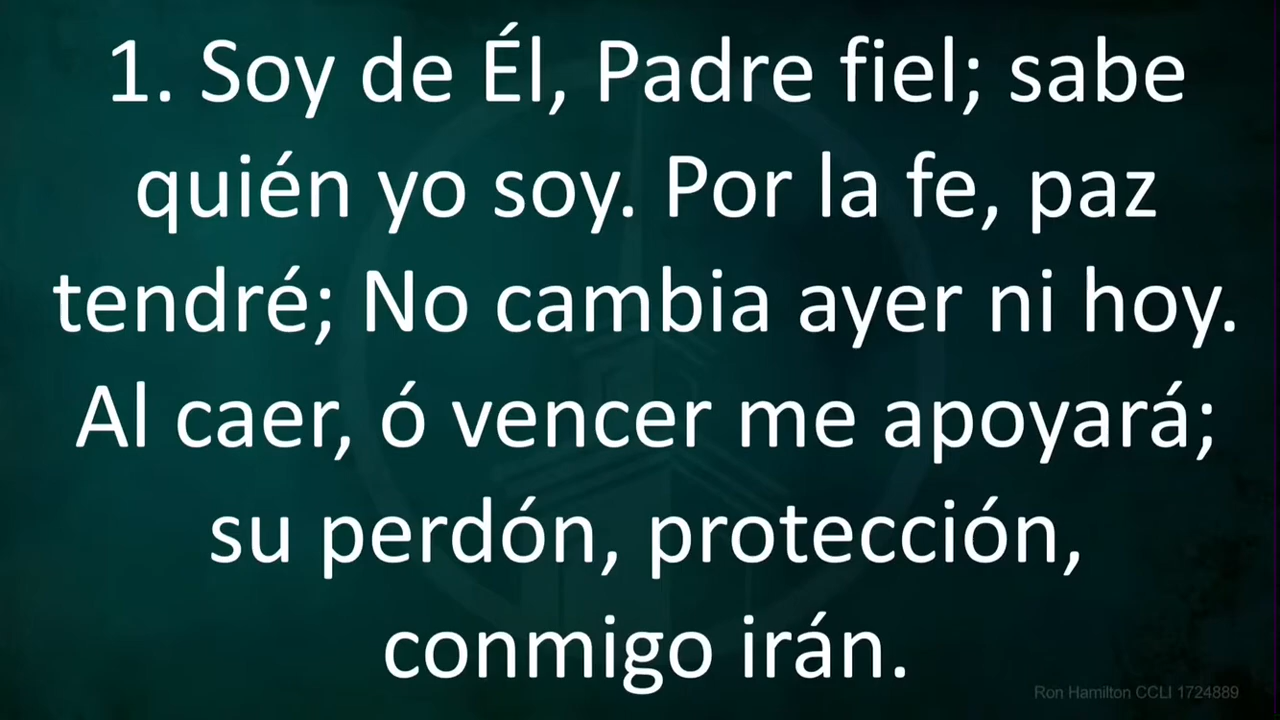 1. Soy de Él, Padre fiel; sabe
quién yo soy. Por la fe, paz
tendré; No cambia ayer ni hoy.
Al caer, ó vencer me apoyará;
su perdón, protección,
conmigo irán.
Ron Hamilton CCLI 1724889